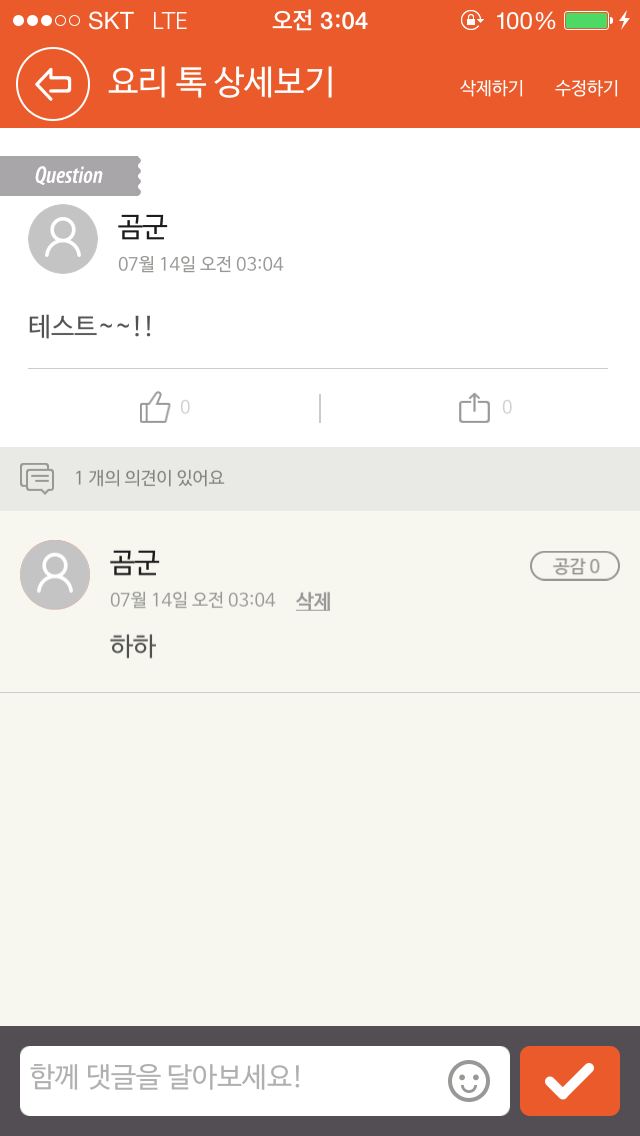 SKT LTE 오전 3:04 100%
요리 톡 상세보기 삭제하기 수정하기
Question
곰군
07월 14일 오전 03:04
테스트~~!!
0 0
1 개의 의견이 있어요
곰군 공감 0
07월 14일 오전 03:04 삭제
하하
함께 댓글을 달아보세요!